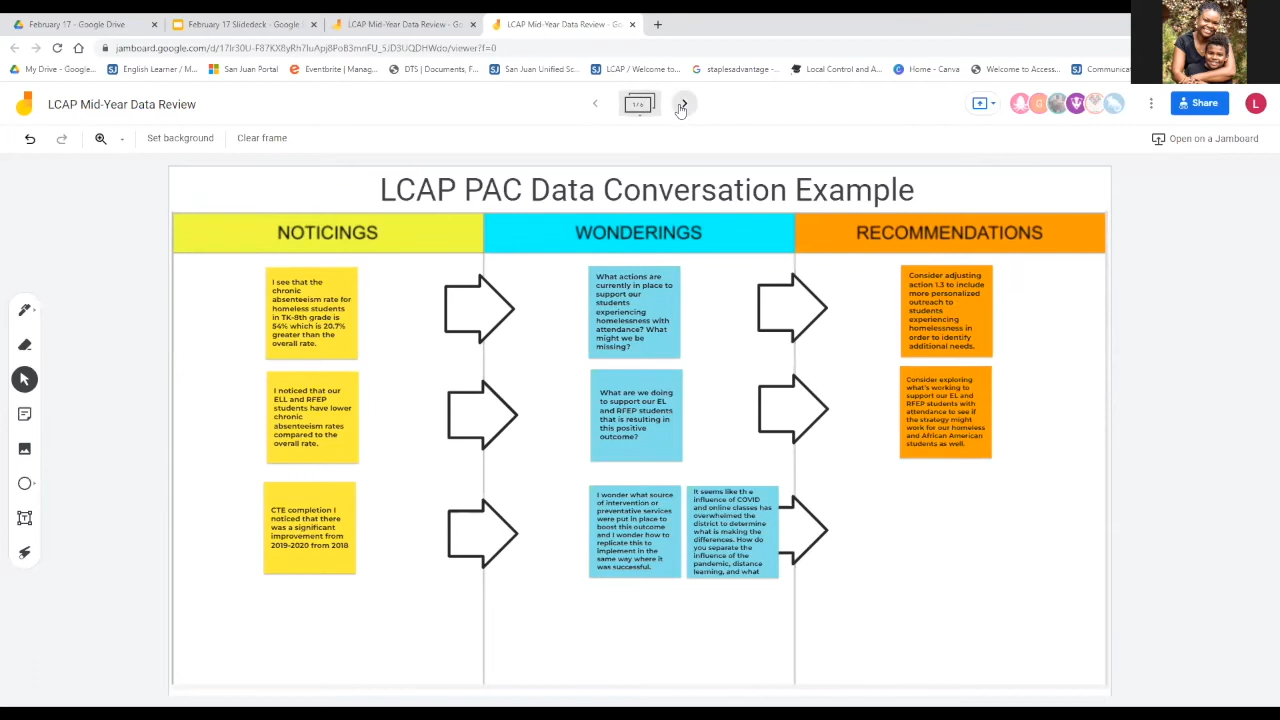 February 17 - Google Drive
February 17 Slidedeck - Google
LCAP Mid-Year Data Review - Go
LCAP Mid-Year Data Review - Go
jamboard.google.com/d/
/viewer?f=0
My Drive - Google...
English Learner / M...
San Juan Portal
Eventbrite | Manag...
DTS | Documents, F...
San Juan Unified Sc...
LCAP / Welcome to...
staplesadvantage -...
Local Control and A...
Home - Canva
Welcome to Access...
Communica
LCAP Mid-Year Data Review
1/6
G
Share
L
Set background
Clear frame
Open on a Jamboard
LCAP PAC Data Conversation Example
NOTICINGS
WONDERINGS
RECOMMENDATIONS
I see that the
chronic
absenteeism rate for
homeless students
in TK-8th grade is
54% which is 20.7%
greater than the
overall rate.
What actions are
currently in place to
support our
students
experiencing
homelessness with
attendance? What
might we be
missing?
Consider adjusting
action 1.3 to include
more personalized
outreach to
students
experiencing
homelessness in
order to identify
additional needs.
I noticed that our
ELL and RFEP
students have lower
chronic
absenteeism rates
compared to the
overall rate.
What are we doing
to support our EL
and RFEP students
that is resulting in
this positive
outcome?
Consider exploring
what's working to
support our EL and
RFEP students with
attendance to see if
the strategy might
work for our homeless
and African American
students as well.
CTE completion I
noticed that there
was a significant
improvement from
2019-2020 from 2018
I wonder what source
of intervention or
preventative services
were put in place to
boost this outcome
and I wonder how to
replicate this to
implement in the
same way where it
was successful.
It seems like th e
influence of COVID
and online classes has
overwhelmed the
district to determine
what is making the
differences. How do
you separate the
influence of the
pandemic, distance
learning, and what